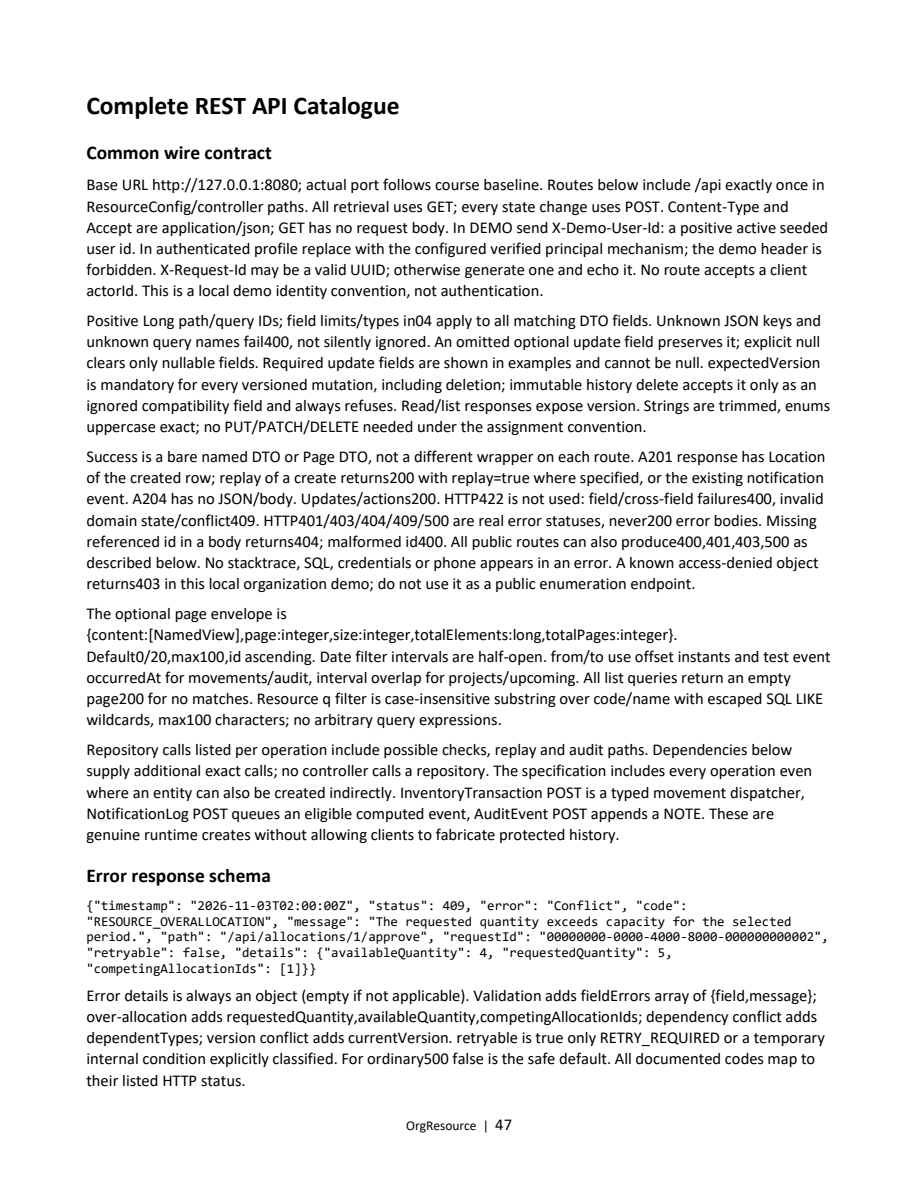 Complete REST API Catalogue
Common wire contract
Base URL http://127.0.0.1:8080; actual port follows course baseline. Routes below include /api exactly once in
ResourceConfig/controller paths. All retrieval uses GET; every state change uses POST. Content-Type and
Accept are application/json; GET has no request body. In DEMO send X-Demo-User-Id: a positive active seeded
user id. In authenticated profile replace with the configured verified principal mechanism; the demo header is
forbidden. X-Request-Id may be a valid UUID; otherwise generate one and echo it. No route accepts a client
actorId. This is a local demo identity convention, not authentication.
Positive Long path/query IDs; field limits/types in04 apply to all matching DTO fields. Unknown JSON keys and
unknown query names fail400, not silently ignored. An omitted optional update field preserves it; explicit null
clears only nullable fields. Required update fields are shown in examples and cannot be null. expectedVersion
is mandatory for every versioned mutation, including deletion; immutable history delete accepts it only as an
ignored compatibility field and always refuses. Read/list responses expose version. Strings are trimmed, enums
uppercase exact; no PUT/PATCH/DELETE needed under the assignment convention.
Success is a bare named DTO or Page DTO, not a different wrapper on each route. A201 response has Location
of the created row; replay of a create returns200 with replay=true where specified, or the existing notification
event. A204 has no JSON/body. Updates/actions200. HTTP422 is not used: field/cross-field failures400, invalid
domain state/conflict409. HTTP401/403/404/409/500 are real error statuses, never200 error bodies. Missing
referenced id in a body returns404; malformed id400. All public routes can also produce400,401,403,500 as
described below. No stacktrace, SQL, credentials or phone appears in an error. A known access-denied object
returns403 in this local organization demo; do not use it as a public enumeration endpoint.
The optional page envelope is
{content:[NamedView],page:integer,size:integer,totalElements:long,totalPages:integer}.
Default0/20,max100,id ascending. Date filter intervals are half-open. from/to use offset instants and test event
occurredAt for movements/audit, interval overlap for projects/upcoming. All list queries return an empty
page200 for no matches. Resource q filter is case-insensitive substring over code/name with escaped SQL LIKE
wildcards, max100 characters; no arbitrary query expressions.
Repository calls listed per operation include possible checks, replay and audit paths. Dependencies below
supply additional exact calls; no controller calls a repository. The specification includes every operation even
where an entity can also be created indirectly. InventoryTransaction POST is a typed movement dispatcher,
NotificationLog POST queues an eligible computed event, AuditEvent POST appends a NOTE. These are
genuine runtime creates without allowing clients to fabricate protected history.
Error response schema
{"timestamp": "2026-11-03T02:00:00Z", "status": 409, "error": "Conflict", "code":
"RESOURCE_OVERALLOCATION", "message": "The requested quantity exceeds capacity for the selected
period.", "path": "/api/allocations/1/approve", "requestId": "00000000-0000-4000-8000-000000000002",
"retryable": false, "details": {"availableQuantity": 4, "requestedQuantity": 5,
"competingAllocationIds": [1]}}
Error details is always an object (empty if not applicable). Validation adds fieldErrors array of {field,message};
over-allocation adds requestedQuantity,availableQuantity,competingAllocationIds; dependency conflict adds
dependentTypes; version conflict adds currentVersion. retryable is true only RETRY_REQUIRED or a temporary
internal condition explicitly classified. For ordinary500 false is the safe default. All documented codes map to
their listed HTTP status.
OrgResource | 47